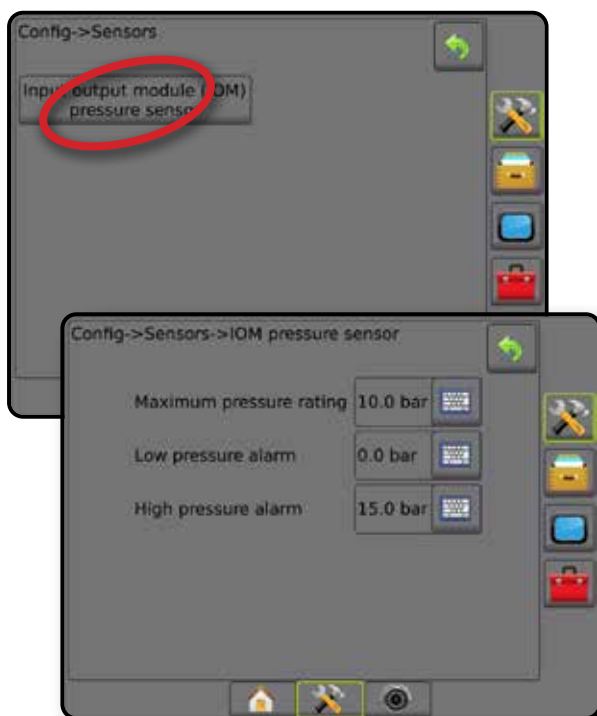 Config->Sensors
Input output module (IOM)
pressure sensor
Config->Sensors->IOM pressure sensor
Maximum pressure rating 10.0 bar
Low pressure alarm 0.0 bar
High pressure alarm 15.0 bar